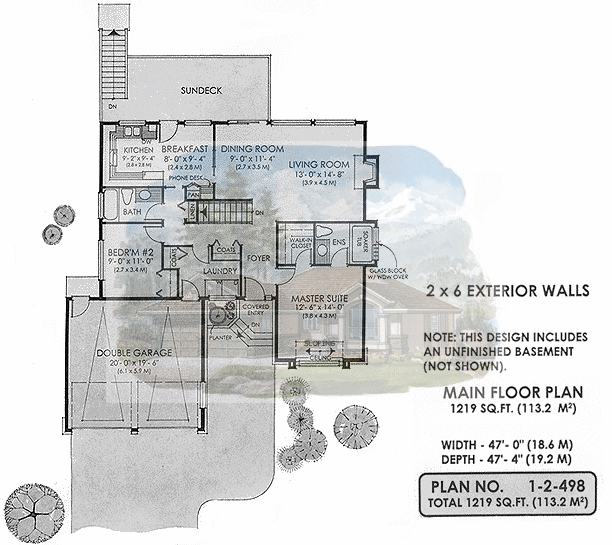 DN
SUNDECK
DW
KITCHEN
9'- 2" x 9'- 4"
(2.8 x 2.8 M)
BREAKFAST
8'- 0" x 9'- 4"
(2.4 x 2.8 M)
PHONE DESK
DINING ROOM
9'- 0" x 11'- 4"
(2.7 x 3.5 M)
LIVING ROOM
13'- 0" x 14'- 8"
(3.9 x 4.5 M)
PAN
LINEN
BATH
DN
WALK-IN
CLOSET
ENS
SOAKER
TUB
GLASS BLOCK
W/ WDW OVER
BEDR'M #2
9'- 0" x 11'- 0"
(2.7 x 3.4 M)
COATS
COATS
FOYER
LAUNDRY
MASTER SUITE
12'- 6" x 14'- 0"
(3.8 x 4.3 M)
SLOPING
CEILING
COVERED
ENTRY
DN
PLANTER
DOUBLE GARAGE
20'- 0" x 19'- 6"
(6.1 x 5.9 M)
2 x 6 EXTERIOR WALLS
NOTE: THIS DESIGN INCLUDES
AN UNFINISHED BASEMENT
(NOT SHOWN).
MAIN FLOOR PLAN
1219 SQ.FT. (113.2 M²)
WIDTH - 47'- 0" (18.6 M)
DEPTH - 47'- 4" (19.2 M)
PLAN NO. 1-2-498
TOTAL 1219 SQ.FT. (113.2 M²)